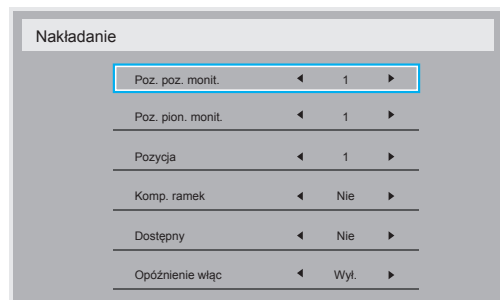 Nakładanie
Poz. poz. monit. 1
Poz. pion. monit. 1
Pozycja 1
Komp. ramek Nie
Dostępny Nie
Opóźnienie włąc Wył.